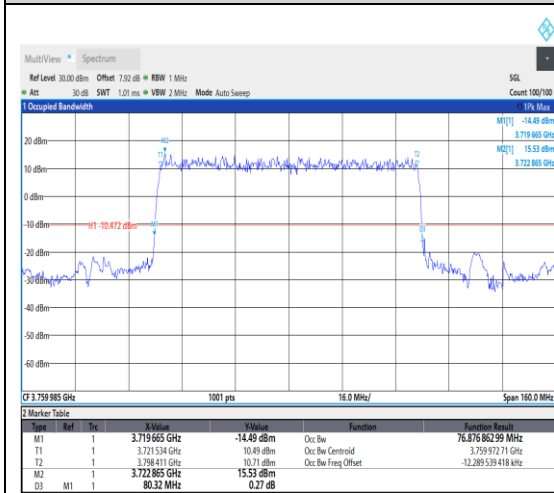 MultiView Spectrum
Ref Level 30.00 dBm Offset 7.92 dB RBW 1 MHz SGL
Att 30 dB SWT 1.01 ms VBW 2 MHz Mode Auto Sweep Count 100/100
1 Occupied Bandwidth 1Pk Max
M1[1] -14.49 dBm
3.719 665 GHz
M2[1] 15.53 dBm
3.722 865 GHz
20 dBm
M2
T1
T2
10 dBm
0 dBm
-10 dBm
H1 -10.472 dBm
M1
D3
-20 dBm
-30 dBm
-40 dBm
-50 dBm
-60 dBm
CF 3.759 985 GHz 1001 pts 16.0 MHz/ Span 160.0 MHz
2 Marker Table
Type Ref Trc X-Value Y-Value Function Function Result
M1 1 3.719 665 GHz -14.49 dBm Occ Bw 76.876 862 99 MHz
T1 1 3.721 534 GHz 10.49 dBm Occ Bw Centroid 3.759 972 71 GHz
T2 1 3.798 411 GHz 10.71 dBm Occ Bw Freq Offset -12.289 539 418 kHz
M2 1 3.722 865 GHz 15.53 dBm
D3 M1 1 80.32 MHz 0.27 dB